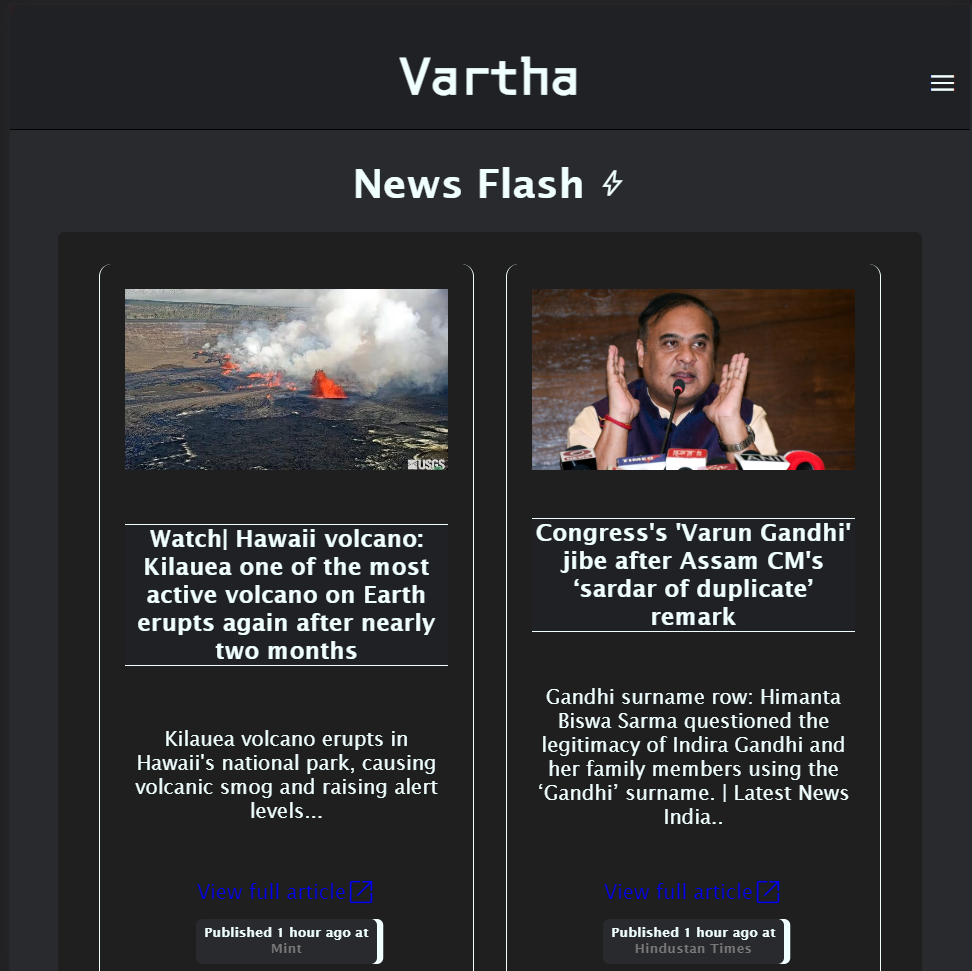 Vartha
News Flash
USGS
Watch| Hawaii volcano:
Kilauea one of the most
active volcano on Earth
erupts again after nearly
two months
Kilauea volcano erupts in
Hawaii's national park, causing
volcanic smog and raising alert
levels...
View full article
Published 1 hour ago at
Mint
TIMES
ANI
Congress's 'Varun Gandhi'
jibe after Assam CM's
‘sardar of duplicate’
remark
Gandhi surname row: Himanta
Biswa Sarma questioned the
legitimacy of Indira Gandhi and
her family members using the
‘Gandhi’ surname. | Latest News
India..
View full article
Published 1 hour ago at
Hindustan Times